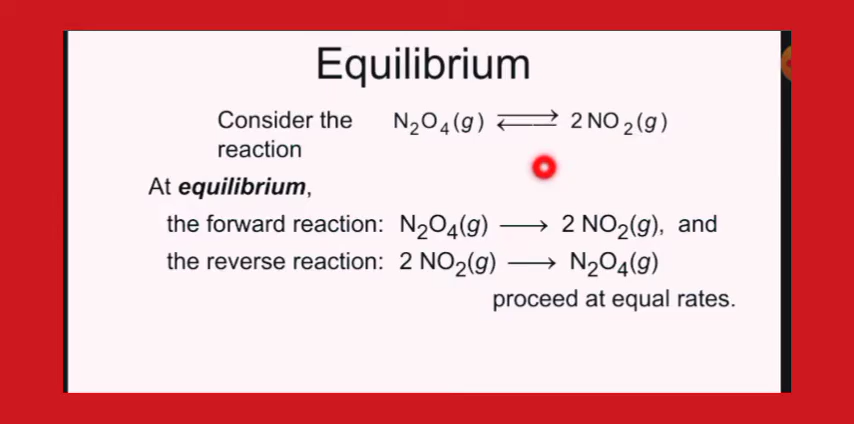 Equilibrium
Consider the N₂O₄(g) ⇌ 2 NO₂(g)
reaction
At equilibrium,
the forward reaction: N₂O₄(g) ⟶ 2 NO₂(g), and
the reverse reaction: 2 NO₂(g) ⟶ N₂O₄(g)
proceed at equal rates.